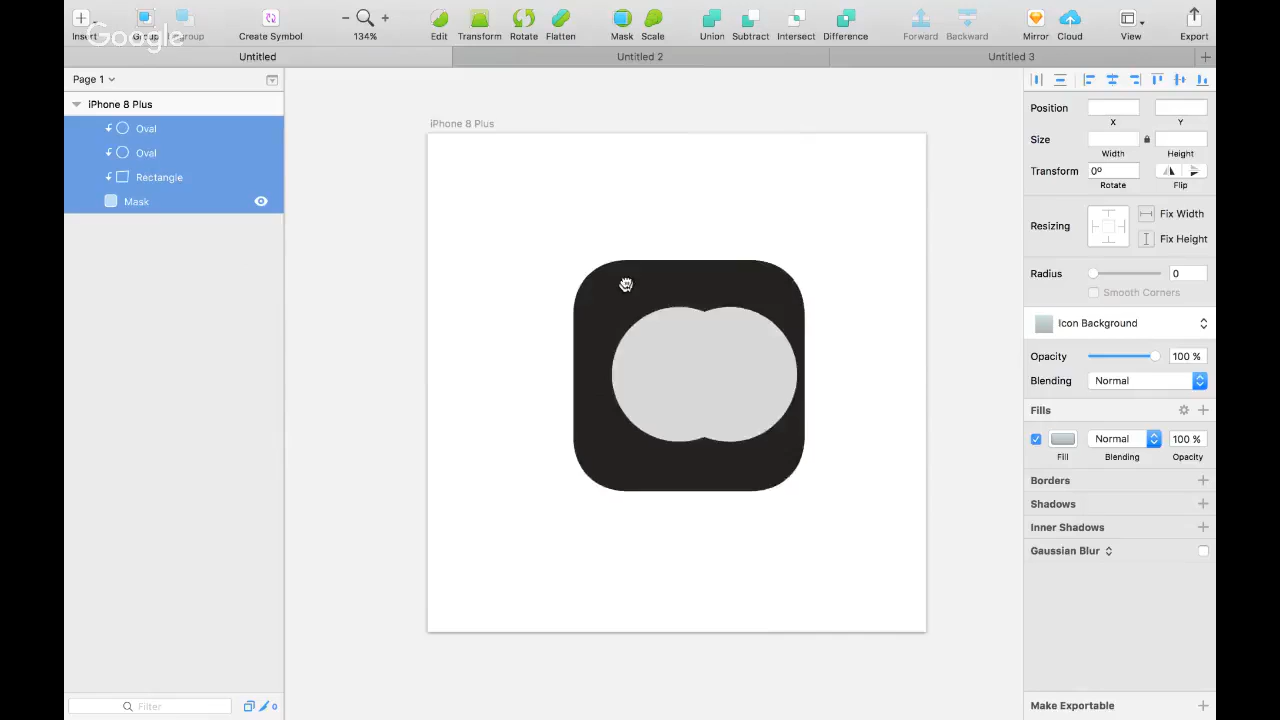 Insert
Group
Ungroup
Create Symbol
134%
Edit
Transform
Rotate
Flatten
Mask
Scale
Union
Subtract
Intersect
Difference
Forward
Backward
Mirror
Cloud
View
Export
Google
Untitled
Untitled 2
Untitled 3
Page 1
iPhone 8 Plus
Oval
Oval
Rectangle
Mask
Filter
0
iPhone 8 Plus
Position
X
Y
Size
Width
Height
Transform
0º
Rotate
Flip
Resizing
Fix Width
Fix Height
Radius
0
Smooth Corners
Icon Background
Opacity
100 %
Blending
Normal
Fills
Normal
100 %
Fill
Blending
Opacity
Borders
Shadows
Inner Shadows
Gaussian Blur
Make Exportable